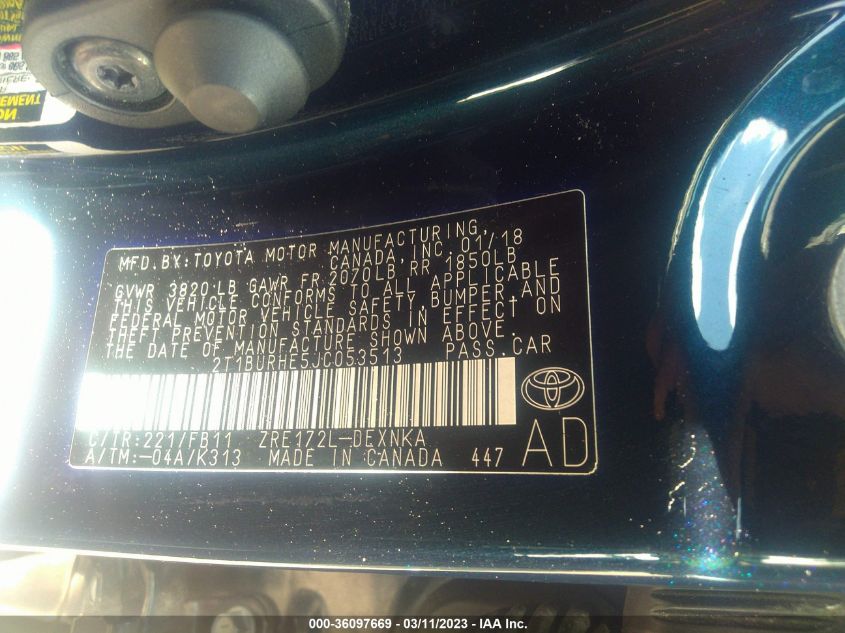 MFD.BY:TOYOTA MOTOR MANUFACTURING,
CANADA,INC. 01/18
GVWR 3820 LB GAWR FR 2070LB RR 1850LB
THIS VEHICLE CONFORMS TO ALL APPLICABLE
FEDERAL MOTOR VEHICLE SAFETY, BUMPER, AND
THEFT PREVENTION STANDARDS IN EFFECT ON
THE DATE OF MANUFACTURE SHOWN ABOVE.
2T1BURHE5JC053513 PASS.CAR
C/TR:221/FB11 ZRE172L-DEXNKA
A/TM:-04A/K313 MADE IN CANADA 447 AD
000-36097669 - 03/11/2023 - IAA Inc.